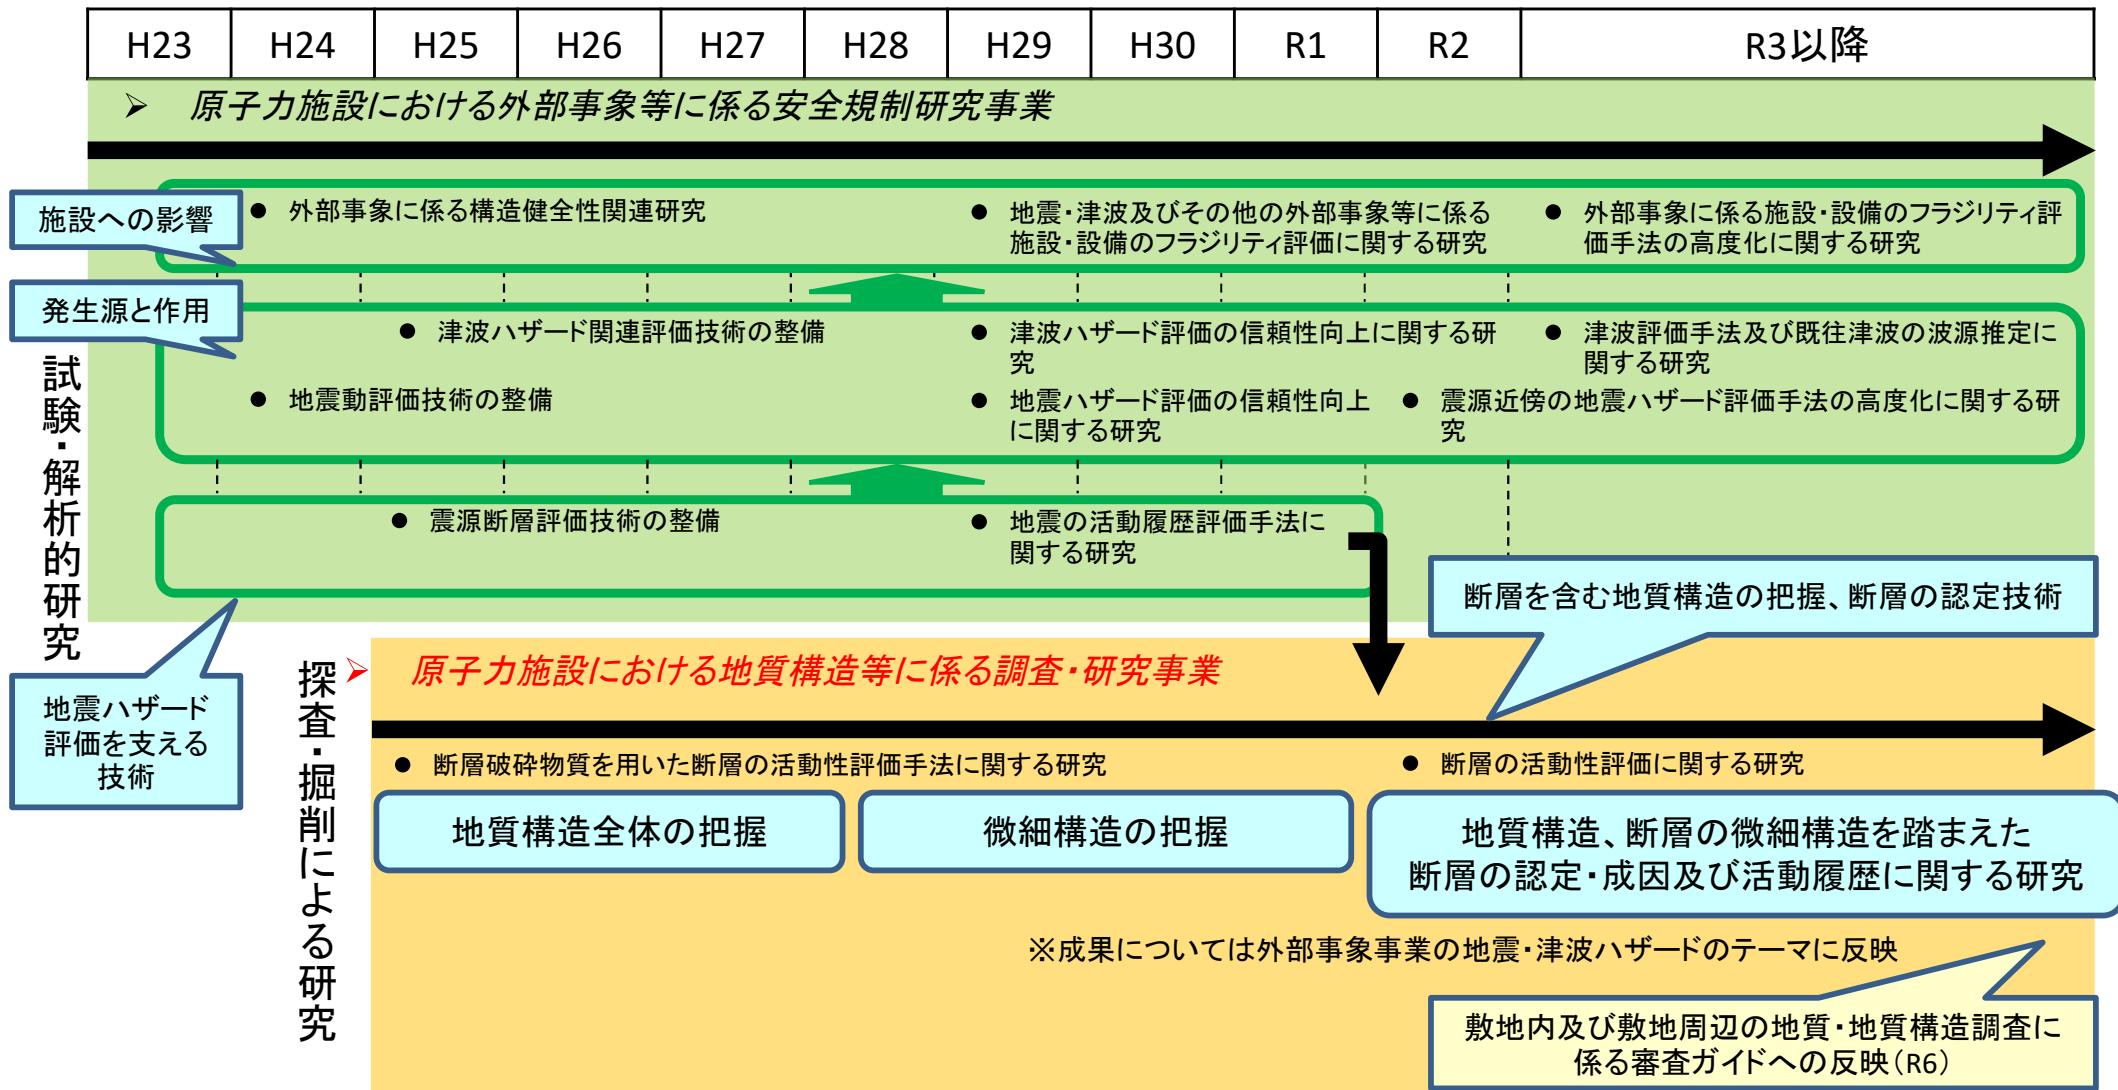 H23 H24 H25 H26 H27 H28 H29 H30 R1 R2 R3以降
➢ 原子力施設における外部事象等に係る安全規制研究事業
施設への影響
● 外部事象に係る構造健全性関連研究
● 地震・津波及びその他の外部事象等に係る
施設・設備のフラジリティ評価に関する研究
● 外部事象に係る施設・設備のフラジリティ評
価手法の高度化に関する研究
発生源と作用
● 津波ハザード関連評価技術の整備
● 津波ハザード評価の信頼性向上に関する研
究
● 津波評価手法及び既往津波の波源推定に
関する研究
● 地震動評価技術の整備
● 地震ハザード評価の信頼性向上
に関する研究
● 震源近傍の地震ハザード評価手法の高度化に関する研
究
試験・解析的研究
● 震源断層評価技術の整備
● 地震の活動履歴評価手法に
関する研究
地震ハザード
評価を支える
技術
断層を含む地質構造の把握、断層の認定技術
探査・掘削による研究
➢ 原子力施設における地質構造等に係る調査・研究事業
● 断層破砕物質を用いた断層の活動性評価手法に関する研究
● 断層の活動性評価に関する研究
地質構造全体の把握
微細構造の把握
地質構造、断層の微細構造を踏まえた
断層の認定・成因及び活動履歴に関する研究
※成果については外部事象事業の地震・津波ハザードのテーマに反映
敷地内及び敷地周辺の地質・地質構造調査に
係る審査ガイドへの反映（R6）